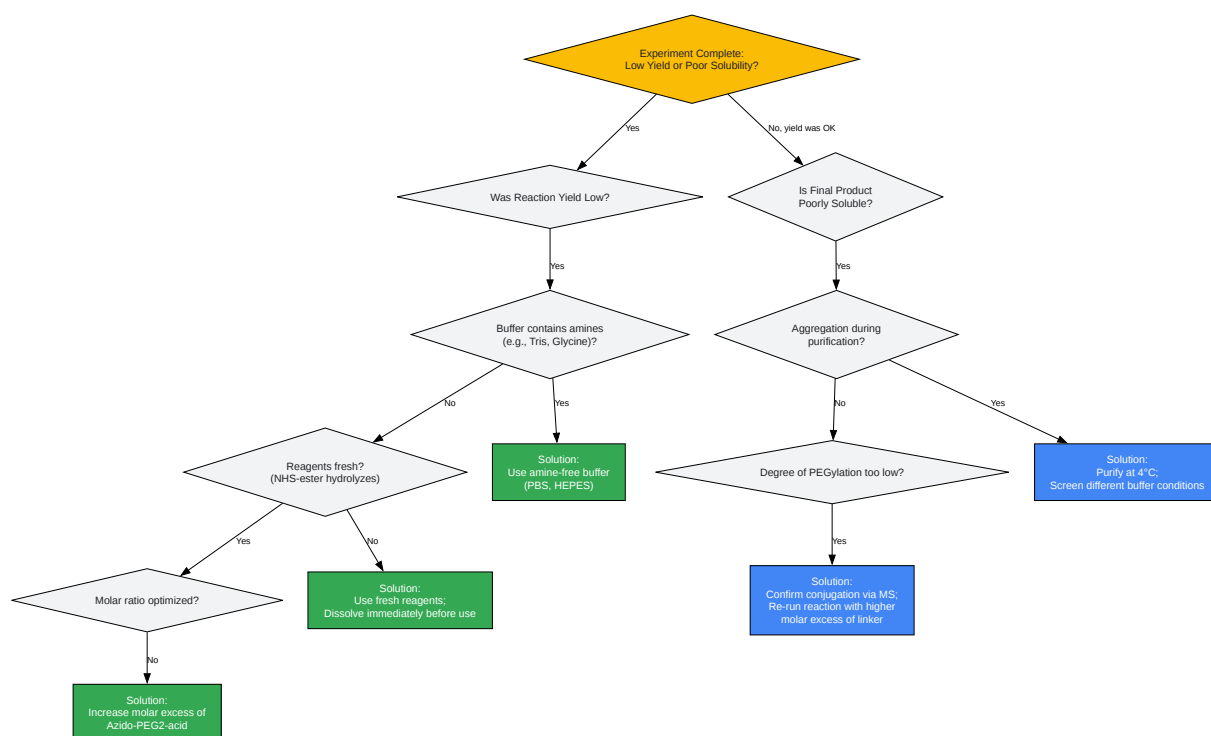 Experiment Complete:
Low Yield or Poor Solubility?
Yes
No, yield was OK
Was Reaction Yield Low?
Is Final Product
Poorly Soluble?
Yes
Yes
Buffer contains amines
(e.g., Tris, Glycine)?
Aggregation during
purification?
No
Yes
No
Yes
Reagents fresh?
(NHS-ester hydrolyzes)
Solution:
Use amine-free buffer
(PBS, HEPES)
Degree of PEGylation too low?
Solution:
Purify at 4°C;
Screen different buffer conditions
Yes
No
Yes
Molar ratio optimized?
Solution:
Use fresh reagents;
Dissolve immediately before use
Solution:
Confirm conjugation via MS;
Re-run reaction with higher
molar excess of linker
No
Solution:
Increase molar excess of
Azido-PEG2-acid